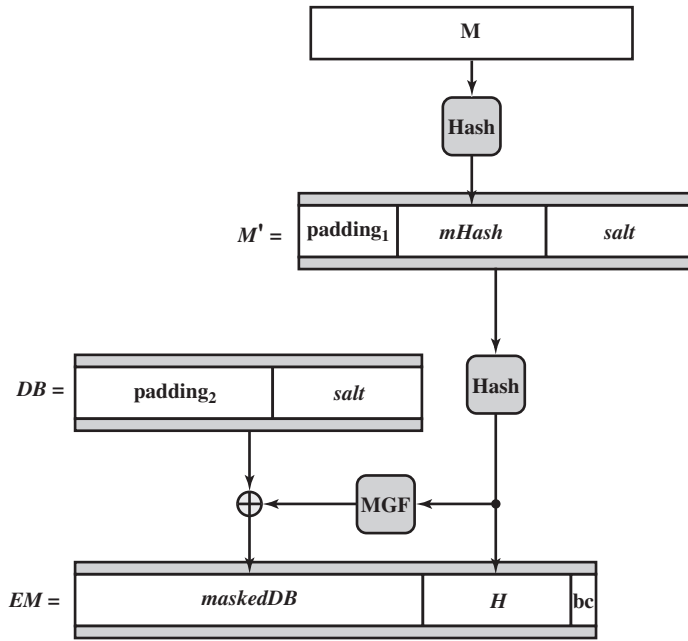 M
Hash
M' = padding₁ mHash salt
DB = padding₂ salt
Hash
MGF
EM = maskedDB H bc